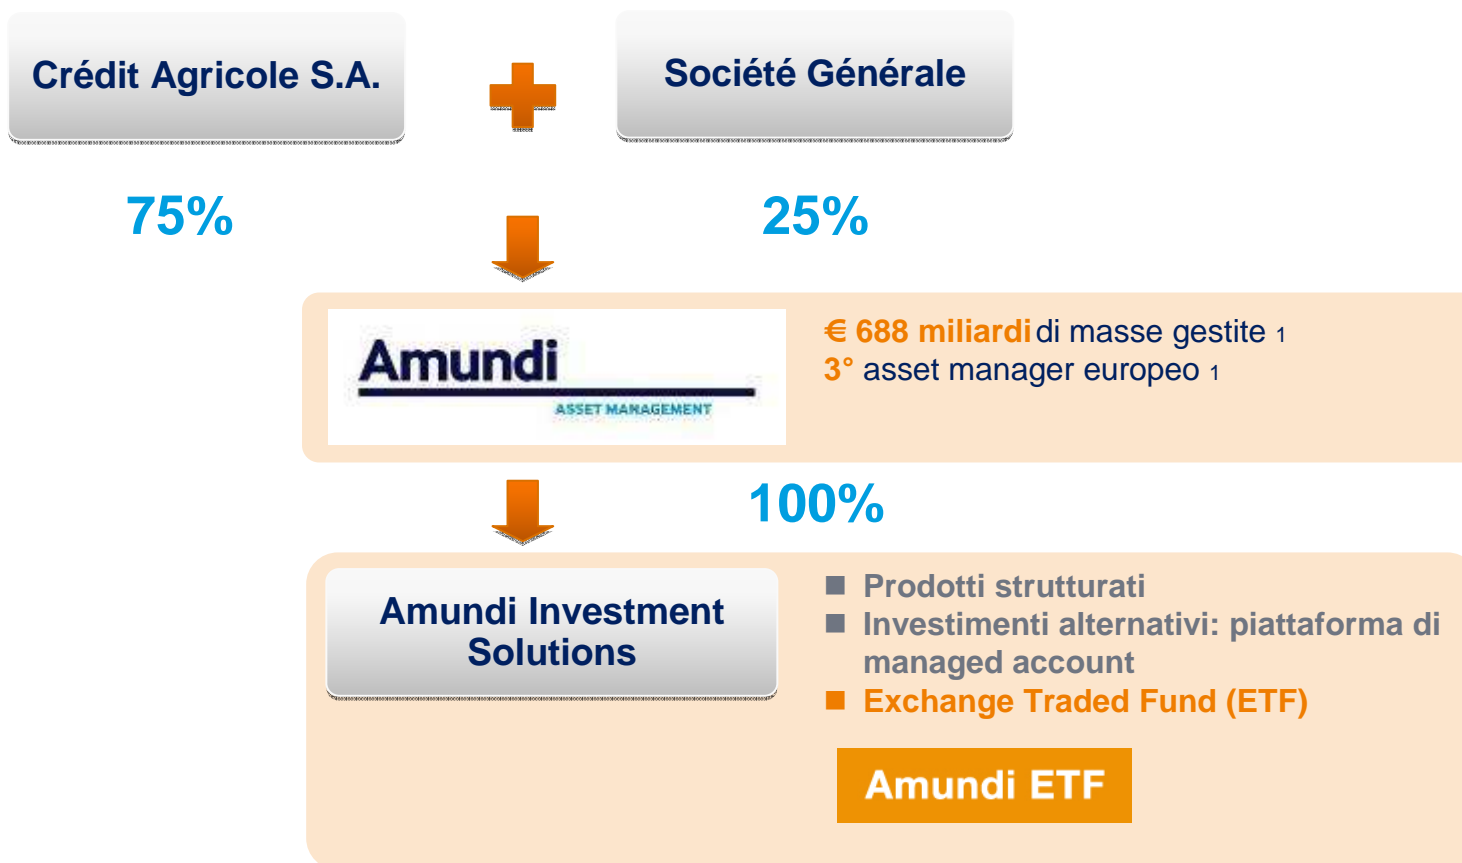 Crédit Agricole S.A.
Société Générale
75%
25%
Amundi
ASSET MANAGEMENT
€ 688 miliardi di masse gestite 1
3° asset manager europeo 1
100%
Amundi Investment
Solutions
Prodotti strutturati
Investimenti alternativi: piattaforma di
managed account
Exchange Traded Fund (ETF)
Amundi ETF